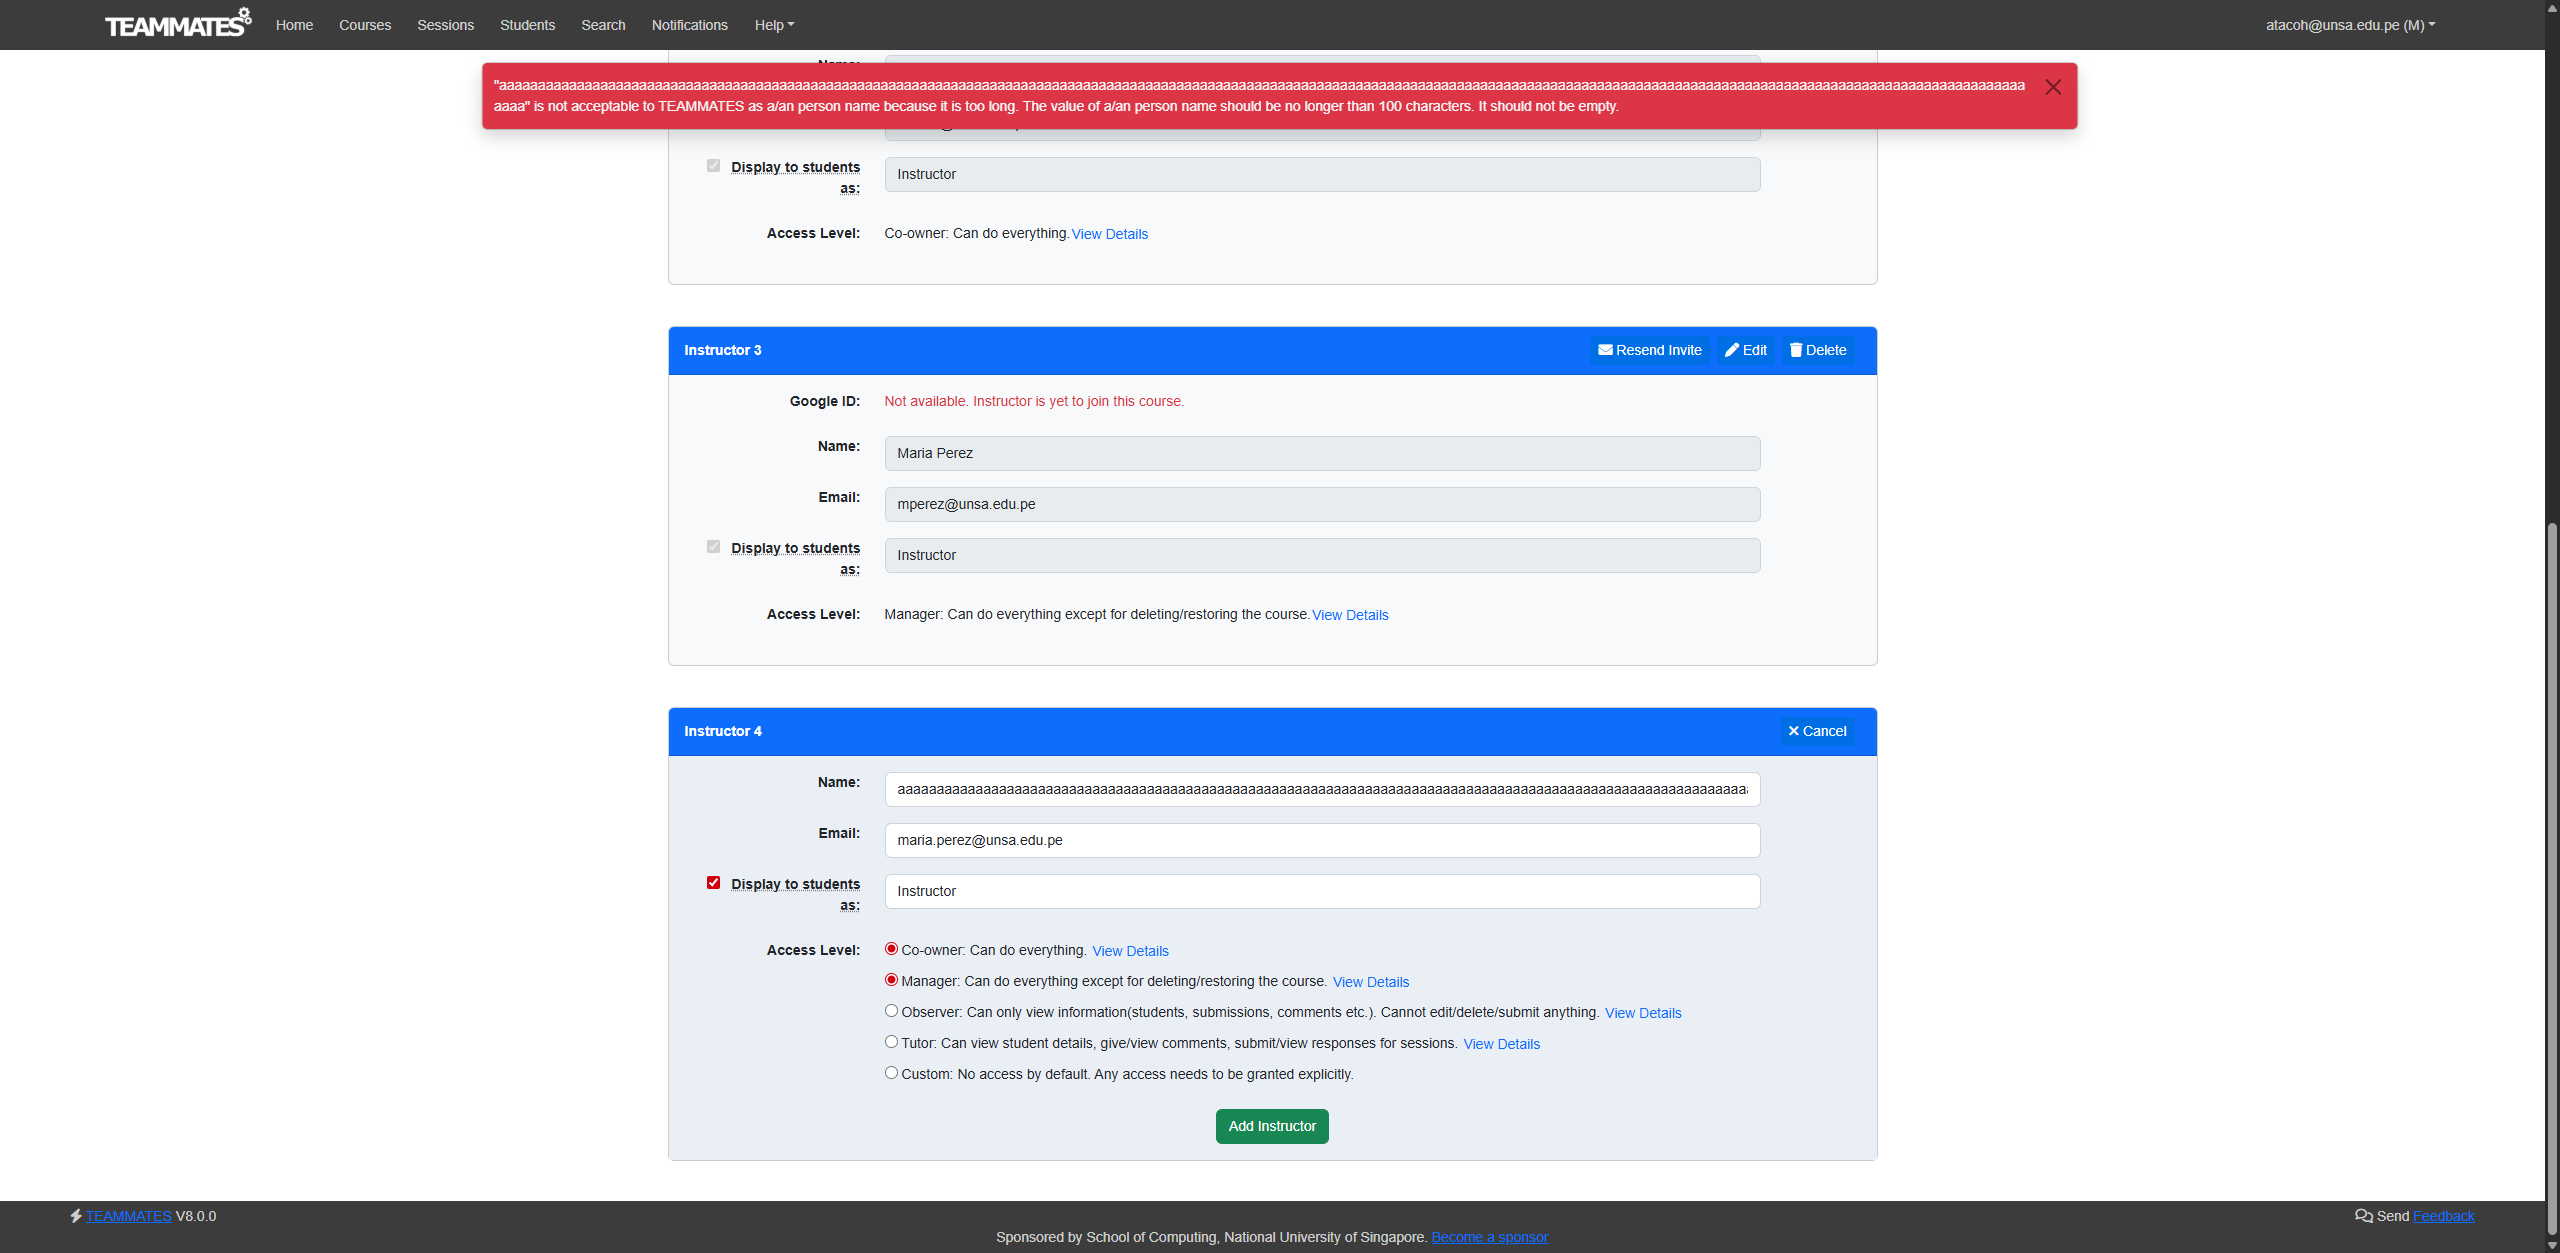 TEAMMATES Home Courses Sessions Students Search Notifications Help atacoh@unsa.edu.pe (M)
aaaa" is not acceptable to TEAMMATES as a/an person name because it is too long. The value of a/an person name should be no longer than 100 characters. It should not be empty.
Display to students as: Instructor
Access Level: Co-owner: Can do everything. View Details
Instructor 3 Resend Invite Edit Delete
Google ID: Not available. Instructor is yet to join this course.
Name: Maria Perez
Email: mperez@unsa.edu.pe
Display to students as: Instructor
Access Level: Manager: Can do everything except for deleting/restoring the course. View Details
Instructor 4 Cancel
Name:
Email: maria.perez@unsa.edu.pe
Display to students as: Instructor
Access Level: Co-owner: Can do everything. View Details
Manager: Can do everything except for deleting/restoring the course. View Details
Observer: Can only view information(students, submissions, comments etc.). Cannot edit/delete/submit anything. View Details
Tutor: Can view student details, give/view comments, submit/view responses for sessions. View Details
Custom: No access by default. Any access needs to be granted explicitly.
Add Instructor
TEAMMATES V8.0.0 Send Feedback
Sponsored by School of Computing, National University of Singapore. Become a sponsor